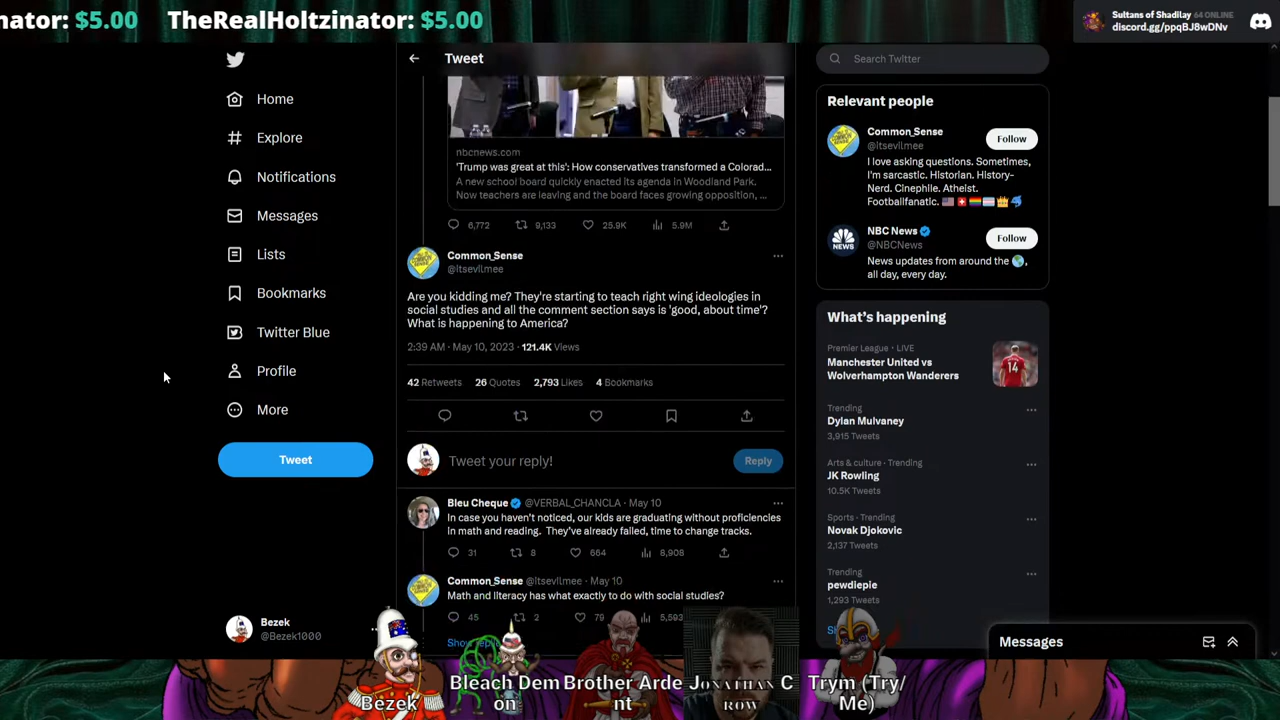 nator: $5.00 TheRealHoltzinator: $5.00
Sultans of Shadilay 64 ONLINE
discord.gg/ppqBJ8wDNv
Home
Explore
Notifications
Messages
Lists
Bookmarks
Twitter Blue
Profile
More
Tweet
Bezek
@Bezek1000
Tweet
nbcnews.com
'Trump was great at this': How conservatives transformed a Colorad...
A new school board quickly enacted its agenda in Woodland Park.
Now teachers are leaving and the board faces growing opposition, ...
6,772 9,133 25.9K 5.9M
Common_Sense
@itsevilmee
Are you kidding me? They're starting to teach right wing ideologies in
social studies and all the comment section says is 'good, about time'?
What is happening to America?
2:39 AM · May 10, 2023 · 121.4K Views
42 Retweets 26 Quotes 2,793 Likes 4 Bookmarks
Tweet your reply!
Reply
Bleu Cheque @VERBAL_CHANCLA · May 10
In case you haven't noticed, our kids are graduating without proficiencies
in math and reading. They've already failed, time to change tracks.
31 8 664 8,908
Common_Sense @itsevilmee · May 10
Math and literacy has what exactly to do with social studies?
45 2 79 5,593
Search Twitter
Relevant people
Common_Sense
@itsevilmee
Follow
I love asking questions. Sometimes,
I'm sarcastic. Historian. History-
Nerd. Cinephile. Atheist.
Footballfanatic.
NBC News
@NBCNews
Follow
NEWS
News updates from around the 🌎,
all day, every day.
What's happening
Premier League · LIVE
Manchester United vs
Wolverhampton Wanderers
14
Trending
Dylan Mulvaney
3,915 Tweets
Arts & culture · Trending
JK Rowling
10.5K Tweets
Sports · Trending
Novak Djokovic
2,137 Tweets
Trending
pewdiepie
1,293 Tweets
Messages
Bezek
Bleach Dem
on
Brother Arde
nt
Jonathan C
row
Trym (Try/
Me)